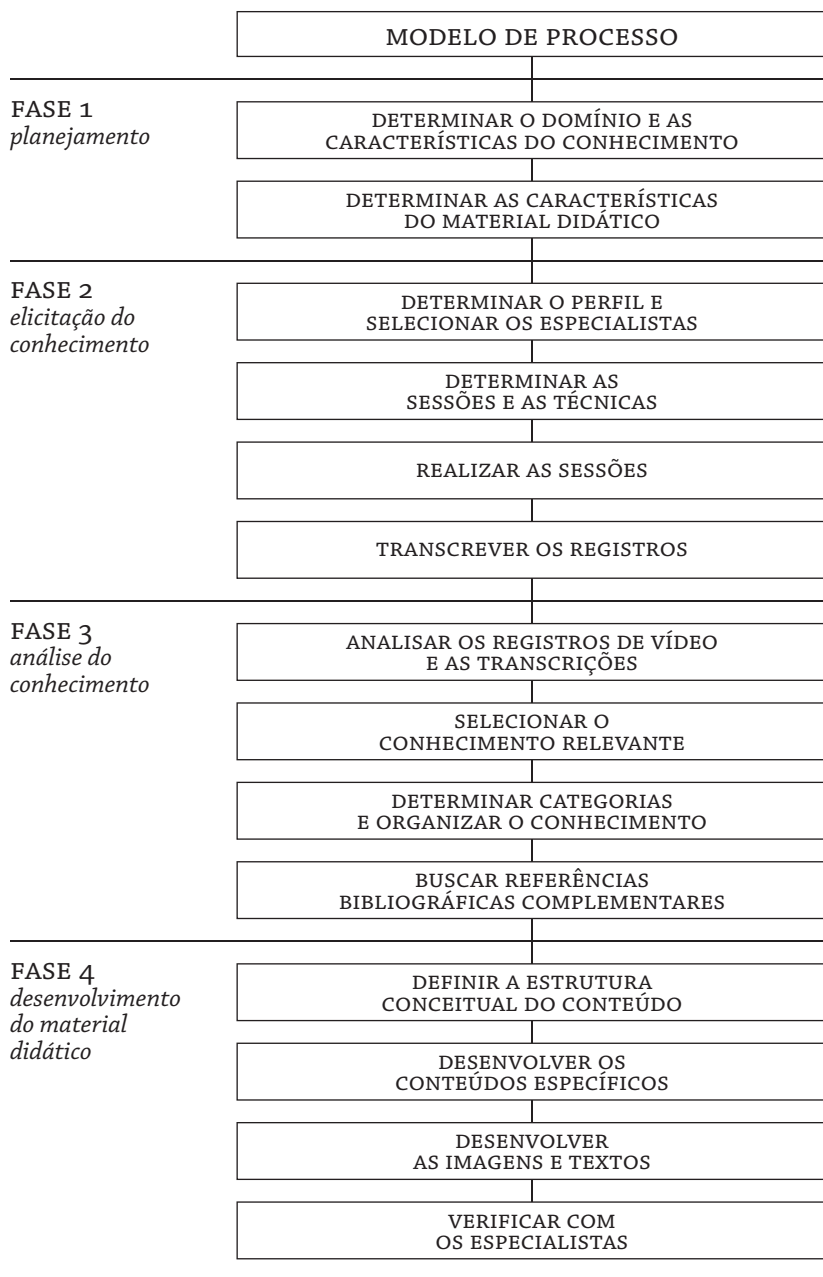 MODELO DE PROCESSO
FASE 1
planejamento
DETERMINAR O DOMÍNIO E AS
CARACTERÍSTICAS DO CONHECIMENTO
DETERMINAR AS CARACTERÍSTICAS
DO MATERIAL DIDÁTICO
FASE 2
elicitação do
conhecimento
DETERMINAR O PERFIL E
SELECIONAR OS ESPECIALISTAS
DETERMINAR AS
SESSÕES E AS TÉCNICAS
REALIZAR AS SESSÕES
TRANSCREVER OS REGISTROS
FASE 3
análise do
conhecimento
ANALISAR OS REGISTROS DE VÍDEO
E AS TRANSCRIÇÕES
SELECIONAR O
CONHECIMENTO RELEVANTE
DETERMINAR CATEGORIAS
E ORGANIZAR O CONHECIMENTO
BUSCAR REFERÊNCIAS
BIBLIOGRÁFICAS COMPLEMENTARES
FASE 4
desenvolvimento
do material
didático
DEFINIR A ESTRUTURA
CONCEITUAL DO CONTEÚDO
DESENVOLVER OS
CONTEÚDOS ESPECÍFICOS
DESENVOLVER
AS IMAGENS E TEXTOS
VERIFICAR COM
OS ESPECIALISTAS